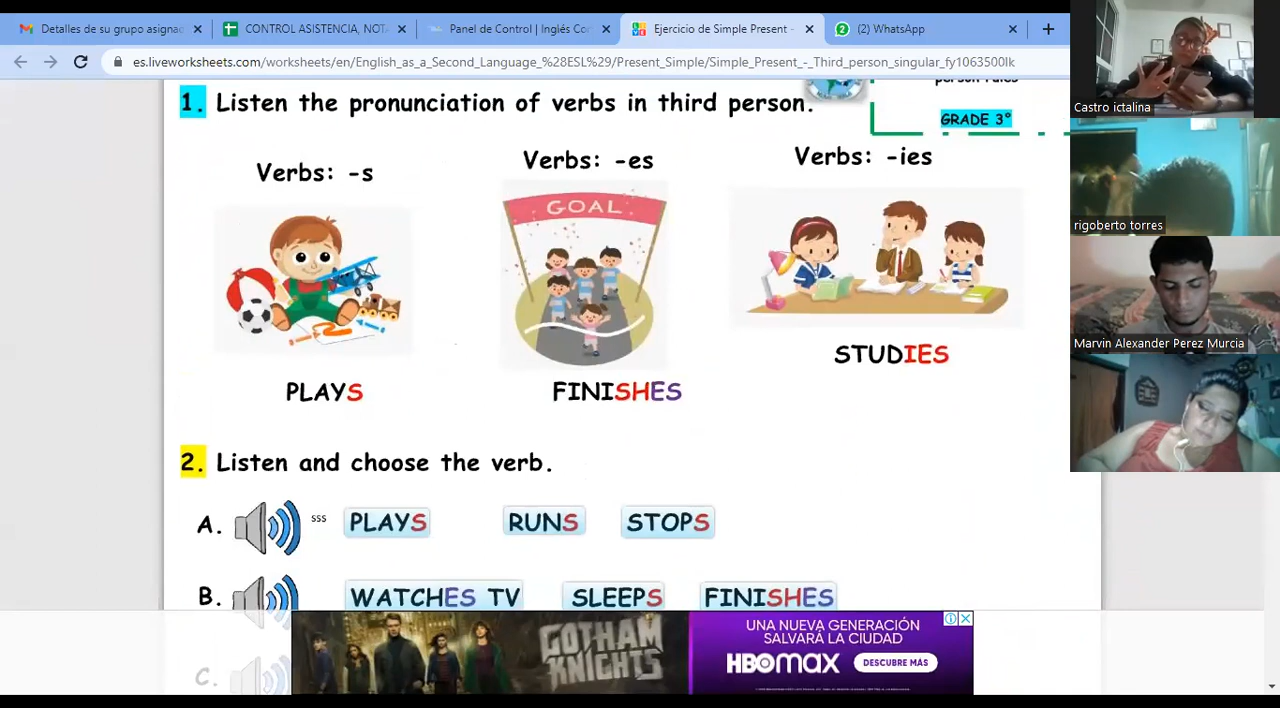 Detalles de su grupo asignad
CONTROL ASISTENCIA, NOT
Panel de Control | Inglés Cor
Ejercicio de Simple Present -
(2) WhatsApp
es.liveworksheets.com/worksheets/en/English_as_a_Second_Language_%28ESL%29/Present_Simple/Simple_Present_-_Third_person_singular_fy1063500lk
1. Listen the pronunciation of verbs in third person.
GRADE 3°
Verbs: -s
Verbs: -es
Verbs: -ies
GOAL
PLAYS
FINISHES
STUDIES
2. Listen and choose the verb.
A. sss PLAYS RUNS STOPS
B. WATCHES TV SLEEPS FINISHES
C.
GOTHAM
KNIGHTS
UNA NUEVA GENERACIÓN
SALVARÁ LA CIUDAD
HBOMAX DESCUBRE MÁS
Castro ictalina
rigoberto torres
Marvin Alexander Perez Murcia